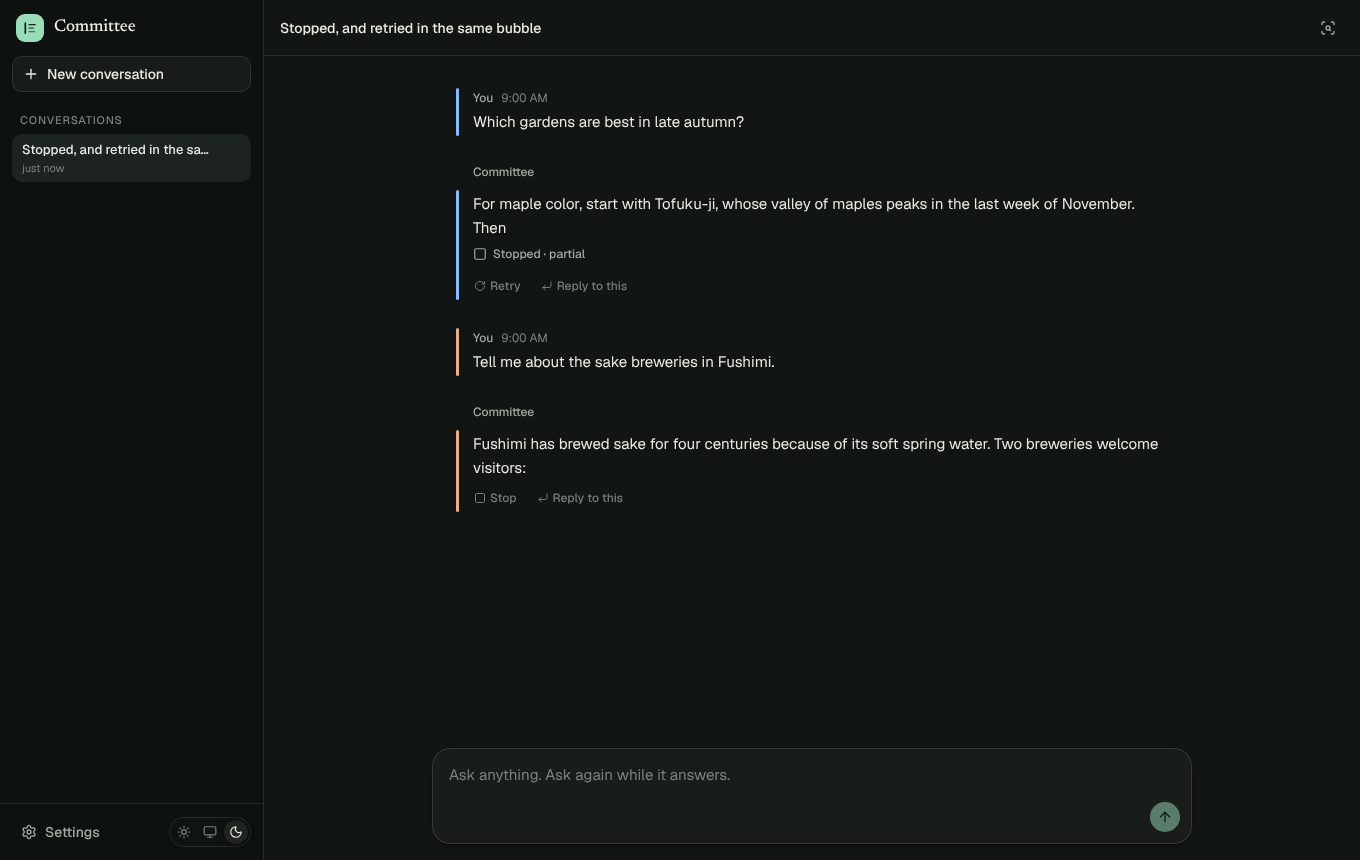 Committee
New conversation
CONVERSATIONS
Stopped, and retried in the sa...
just now
Settings
Stopped, and retried in the same bubble
You 9:00 AM
Which gardens are best in late autumn?
Committee
For maple color, start with Tofuku-ji, whose valley of maples peaks in the last week of November.
Then
Stopped · partial
Retry Reply to this
You 9:00 AM
Tell me about the sake breweries in Fushimi.
Committee
Fushimi has brewed sake for four centuries because of its soft spring water. Two breweries welcome
visitors:
Stop Reply to this
Ask anything. Ask again while it answers.